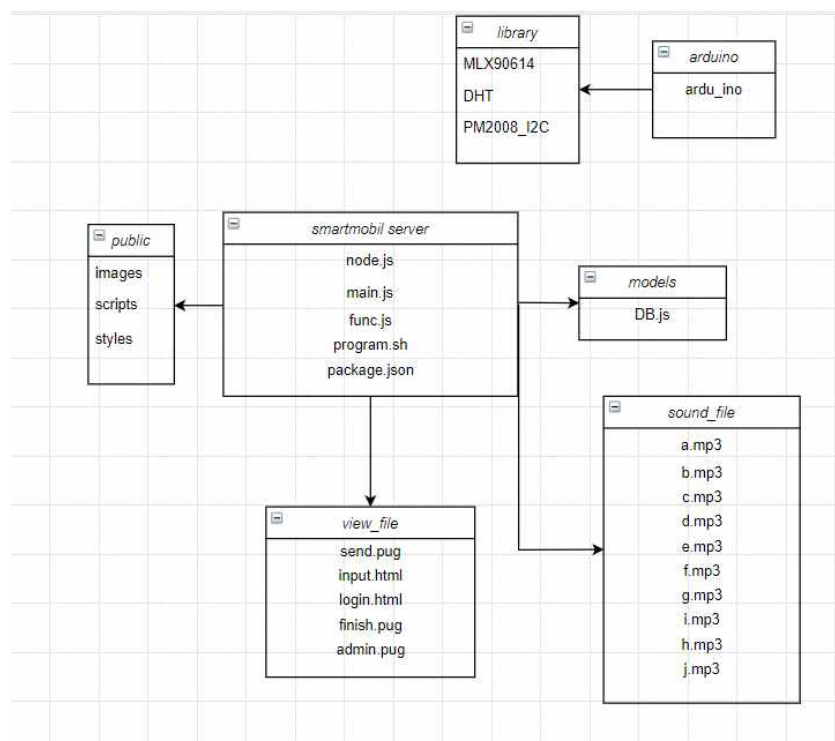 library
MLX90614
DHT
PM2008_I2C
arduino
ardu_ino
public
images
scripts
styles
smartmobil server
node.js
main.js
func.js
program.sh
package.json
models
DB.js
sound_file
a.mp3
b.mp3
c.mp3
d.mp3
e.mp3
f.mp3
g.mp3
i.mp3
h.mp3
j.mp3
view_file
send.pug
input.html
login.html
finish.pug
admin.pug